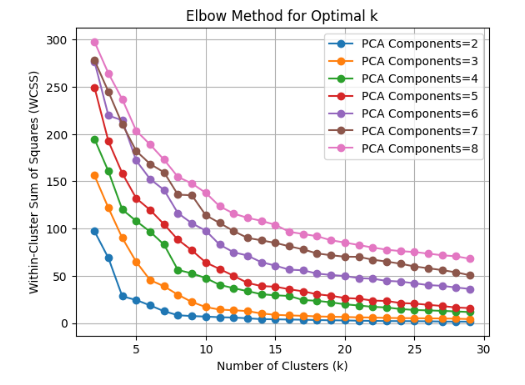 Elbow Method for Optimal k
Within-Cluster Sum of Squares (WCSS)
300
250
200
150
100
50
0
PCA Components=2
PCA Components=3
PCA Components=4
PCA Components=5
PCA Components=6
PCA Components=7
PCA Components=8
5 10 15 20 25 30
Number of Clusters (k)